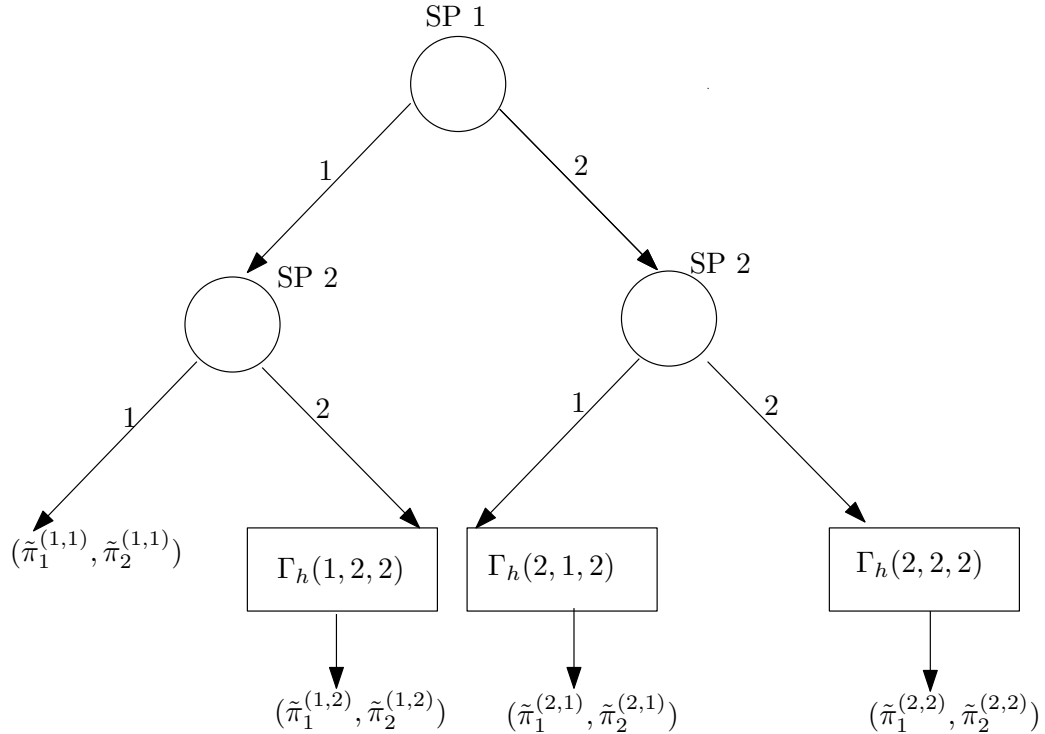 SP 1
1
2
SP 2
SP 2
1
2
1
2
(π̃₁^(1,1), π̃₂^(1,1))
Γ_h(1, 2, 2)
Γ_h(2, 1, 2)
Γ_h(2, 2, 2)
(π̃₁^(1,2), π̃₂^(1,2))
(π̃₁^(2,1), π̃₂^(2,1))
(π̃₁^(2,2), π̃₂^(2,2))